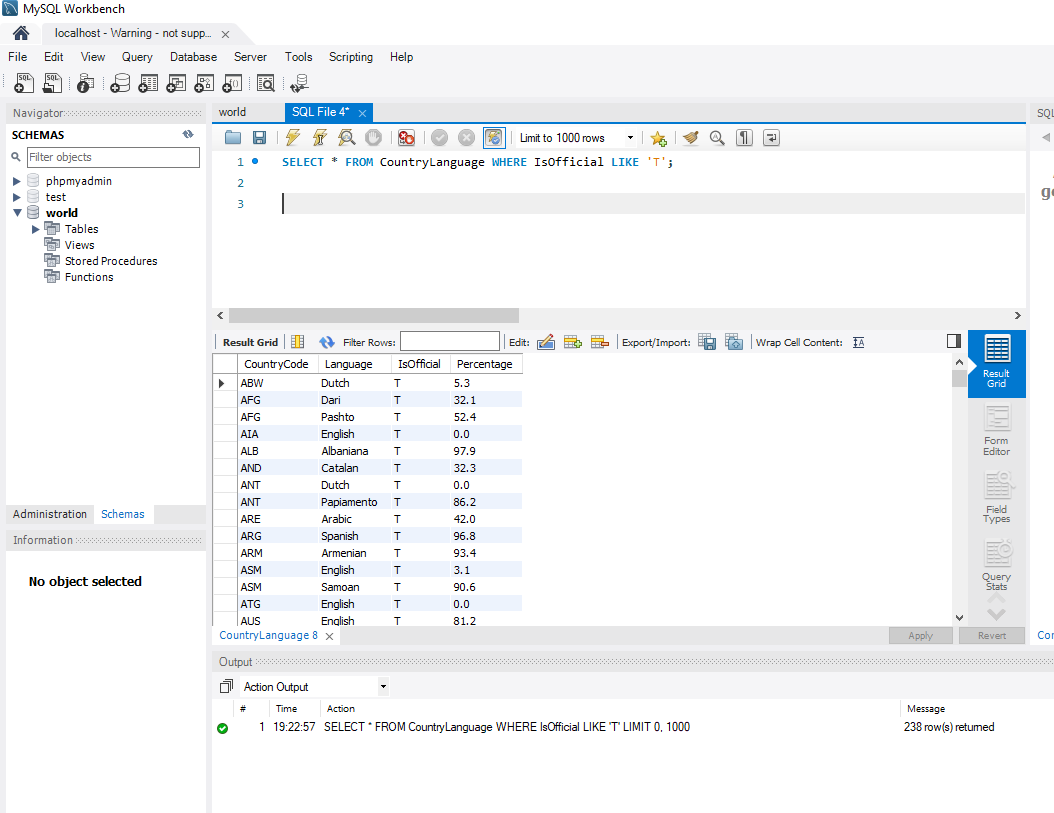 MySQL Workbench
localhost - Warning - not supp...
File Edit View Query Database Server Tools Scripting Help
Navigator
SCHEMAS
Filter objects
phpmyadmin
test
world
Tables
Views
Stored Procedures
Functions
Administration Schemas
Information
No object selected
world SQL File 4*
Limit to 1000 rows
1 SELECT * FROM CountryLanguage WHERE IsOfficial LIKE 'T';
2
3
Result Grid Filter Rows: Edit: Export/Import: Wrap Cell Content:
CountryCode Language IsOfficial Percentage
ABW Dutch T 5.3
AFG Dari T 32.1
AFG Pashto T 52.4
AIA English T 0.0
ALB Albaniana T 97.9
AND Catalan T 32.3
ANT Dutch T 0.0
ANT Papiamento T 86.2
ARE Arabic T 42.0
ARG Spanish T 96.8
ARM Armenian T 93.4
ASM English T 3.1
ASM Samoan T 90.6
ATG English T 0.0
AUS English T 81.2
Result
Grid
Form
Editor
Field
Types
Query
Stats
CountryLanguage 8 Apply Revert
Output
Action Output
# Time Action Message
1 19:22:57 SELECT * FROM CountryLanguage WHERE IsOfficial LIKE 'T' LIMIT 0, 1000 238 row(s) returned